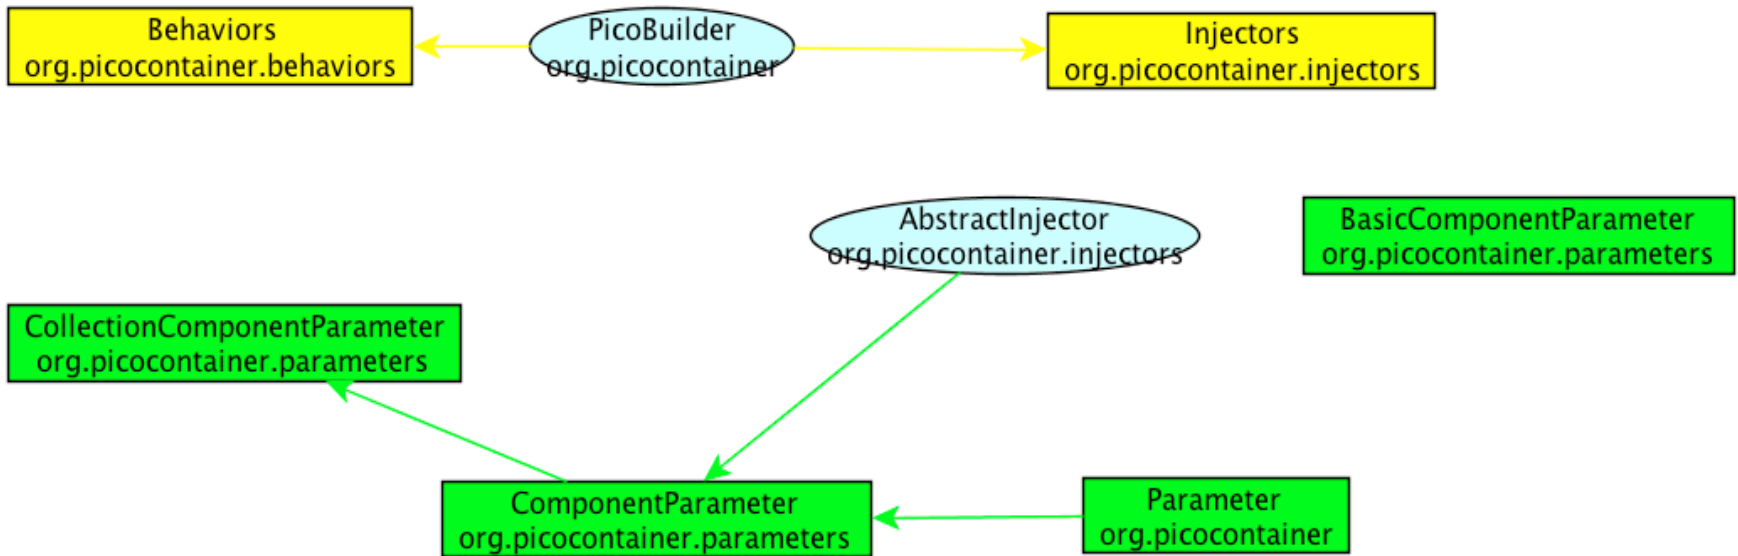 Behaviors
org.picocontainer.behaviors
PicoBuilder
org.picocontainer
Injectors
org.picocontainer.injectors
AbstractInjector
org.picocontainer.injectors
BasicComponentParameter
org.picocontainer.parameters
CollectionComponentParameter
org.picocontainer.parameters
ComponentParameter
org.picocontainer.parameters
Parameter
org.picocontainer